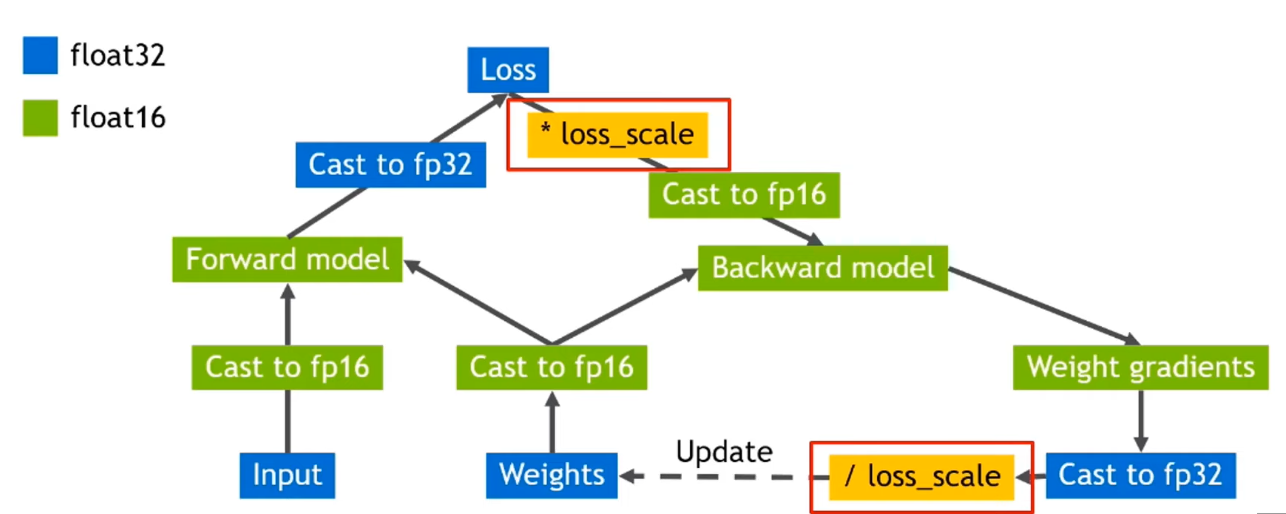 float32
float16
Loss
* loss_scale
Cast to fp32
Cast to fp16
Forward model
Backward model
Cast to fp16
Cast to fp16
Weight gradients
Update
Input
Weights
/ loss_scale
Cast to fp32